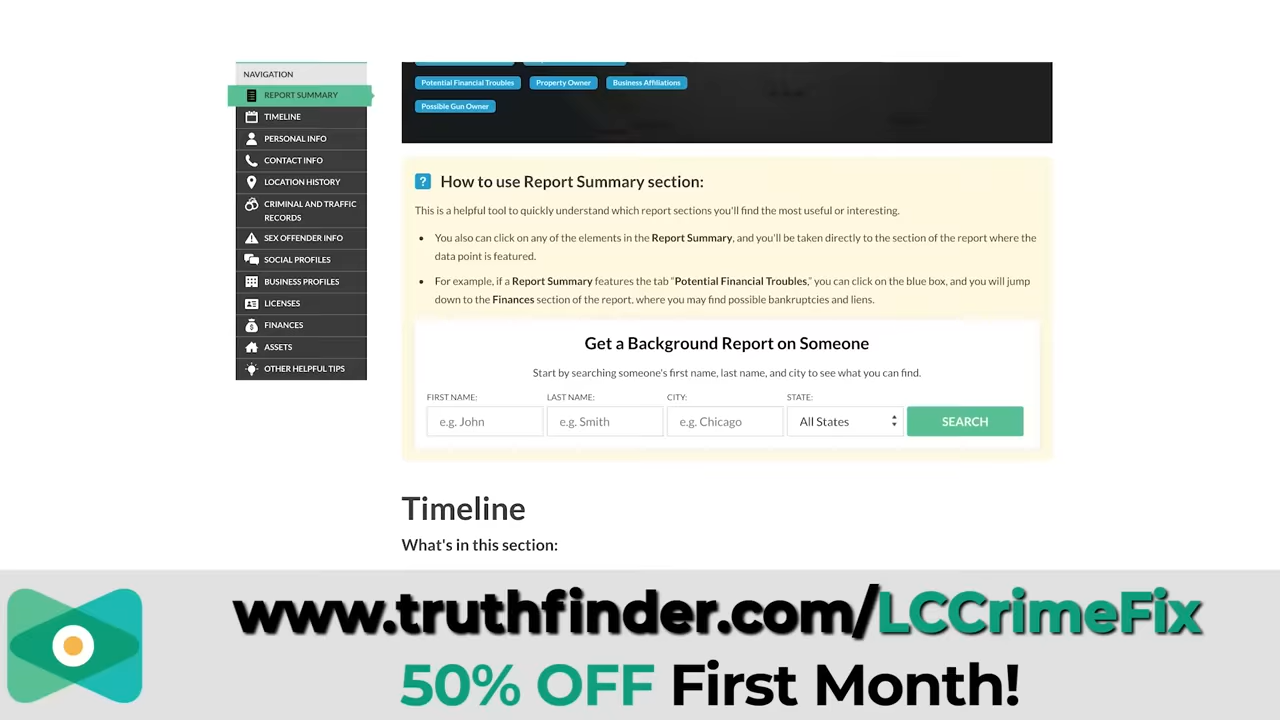 NAVIGATION
REPORT SUMMARY
TIMELINE
PERSONAL INFO
CONTACT INFO
LOCATION HISTORY
CRIMINAL AND TRAFFIC
RECORDS
SEX OFFENDER INFO
SOCIAL PROFILES
BUSINESS PROFILES
LICENSES
FINANCES
ASSETS
OTHER HELPFUL TIPS
Potential Financial Troubles Property Owner Business Affiliations
Possible Gun Owner
? How to use Report Summary section:
This is a helpful tool to quickly understand which report sections you'll find the most useful or interesting.
• You also can click on any of the elements in the Report Summary, and you'll be taken directly to the section of the report where the
data point is featured.
• For example, if a Report Summary features the tab "Potential Financial Troubles," you can click on the blue box, and you will jump
down to the Finances section of the report, where you may find possible bankruptcies and liens.
Get a Background Report on Someone
Start by searching someone's first name, last name, and city to see what you can find.
FIRST NAME: LAST NAME: CITY: STATE:
e.g. John e.g. Smith e.g. Chicago All States SEARCH
Timeline
What's in this section:
www.truthfinder.com/LCCrimeFix
50% OFF First Month!